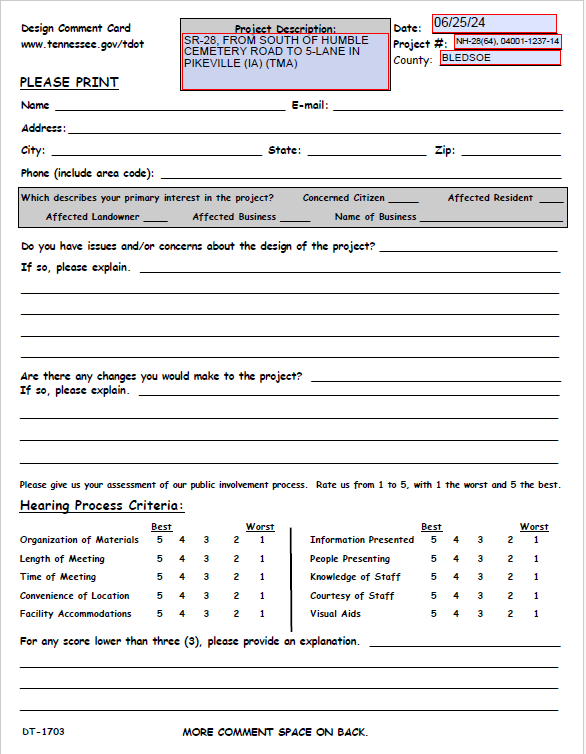 Design Comment Card
www.tennessee.gov/tdot
Project Description:
SR-28, FROM SOUTH OF HUMBLE
CEMETERY ROAD TO 5-LANE IN
PIKEVILLE (IA) (TMA)
Date: 06/25/24
Project #: NH-28(64), 04001-1237-14
County: BLEDSOE
PLEASE PRINT
Name E-mail:
Address:
City: State: Zip:
Phone (include area code):
Which describes your primary interest in the project? Concerned Citizen Affected Resident
Affected Landowner Affected Business Name of Business
Do you have issues and/or concerns about the design of the project?
If so, please explain.
Are there any changes you would make to the project?
If so, please explain.
Please give us your assessment of our public involvement process. Rate us from 1 to 5, with 1 the worst and 5 the best.
Hearing Process Criteria:
Best Worst
Organization of Materials 5 4 3 2 1
Length of Meeting 5 4 3 2 1
Time of Meeting 5 4 3 2 1
Convenience of Location 5 4 3 2 1
Facility Accommodations 5 4 3 2 1
Best Worst
Information Presented 5 4 3 2 1
People Presenting 5 4 3 2 1
Knowledge of Staff 5 4 3 2 1
Courtesy of Staff 5 4 3 2 1
Visual Aids 5 4 3 2 1
For any score lower than three (3), please provide an explanation.
DT-1703
MORE COMMENT SPACE ON BACK.